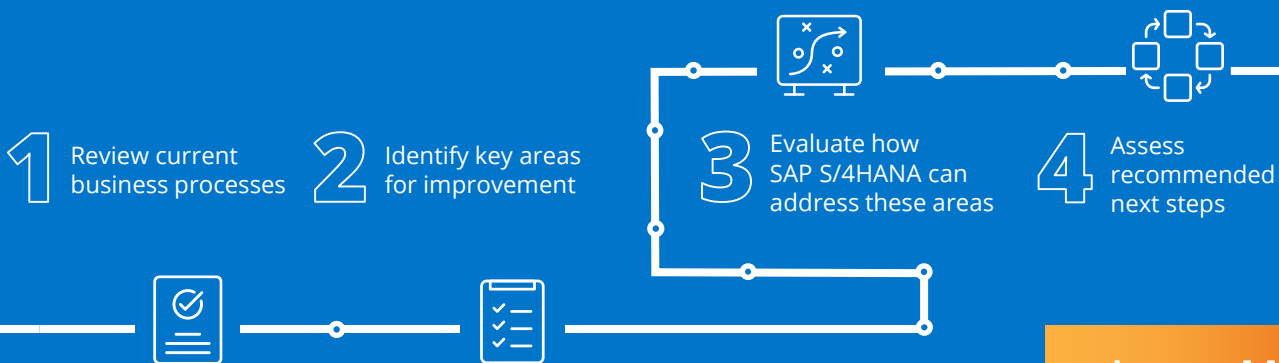 1
Review current
business processes
2
Identify key areas
for improvement
3
Evaluate how
SAP S/4HANA can
address these areas
4
Assess
recommended
next steps